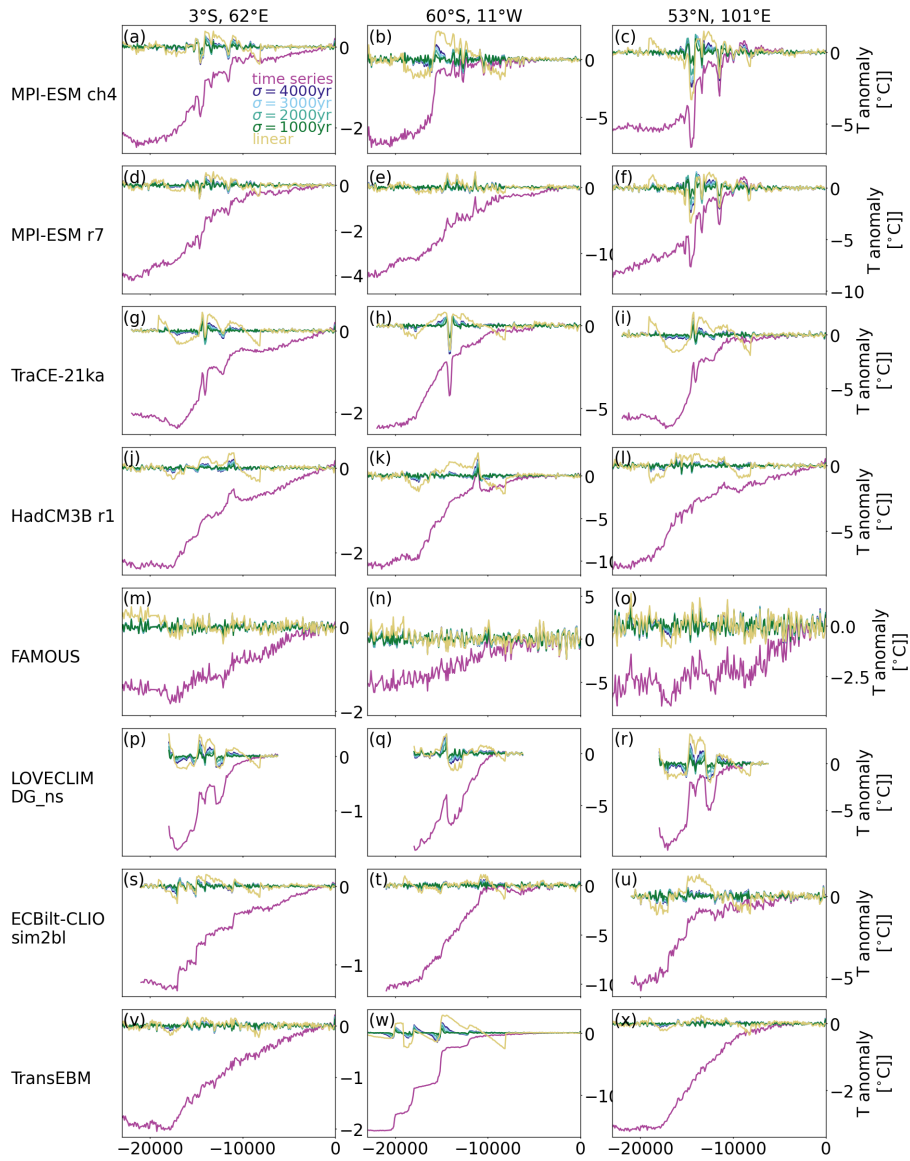 3°S, 62°E 60°S, 11°W 53°N, 101°E
MPI-ESM ch4
(a) (b) (c)
time series
σ = 4000yr
σ = 3000yr
σ = 2000yr
σ = 1000yr
linear
0
−2
0
−5
0
−5
T anomaly
[°C]]
MPI-ESM r7
(d) (e) (f)
0
−2
−4
0
−10
0
−5
−10
T anomaly
[°C]]
TraCE-21ka
(g) (h) (i)
0
−2
0
−5
0
−5
T anomaly
[°C]]
HadCM3B r1
(j) (k) (l)
0
−2
0
−5
−10
0
−5
T anomaly
[°C]]
FAMOUS
(m) (n) (o)
0
−2
5
0
−5
0.0
−2.5
T anomaly
[°C]]
LOVECLIM
DG_ns
(p) (q) (r)
0
−1
0
−5
0
−5
T anomaly
[°C]]
ECBilt-CLIO
sim2bl
(s) (t) (u)
0
−1
0
−5
−10
0
−5
T anomaly
[°C]]
TransEBM
(v) (w) (x)
0
−1
−2
0
−10
0
−2
T anomaly
[°C]]
−20000 −10000 0 −20000 −10000 0 −20000 −10000 0